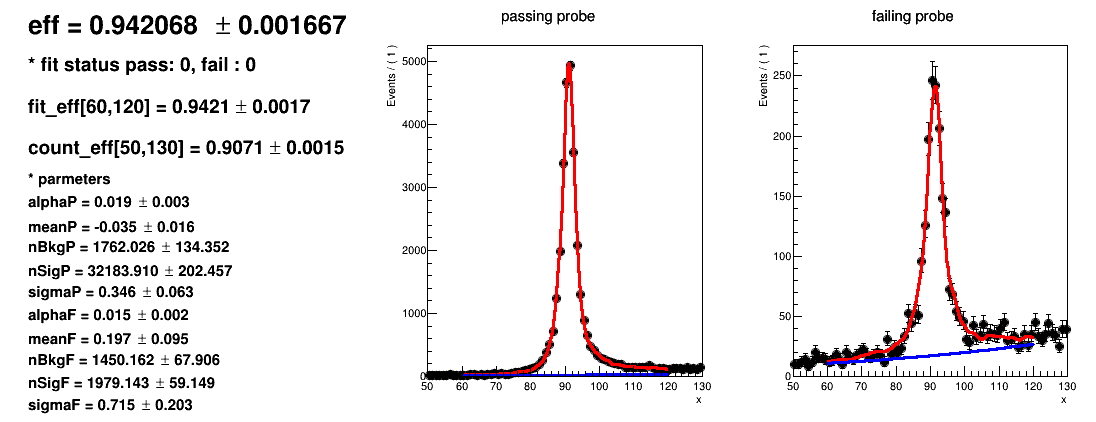 eff = 0.942068 ± 0.001667
* fit status pass: 0, fail : 0
fit_eff[60,120] = 0.9421 ± 0.0017
count_eff[50,130] = 0.9071 ± 0.0015
* parmeters
alphaP = 0.019 ± 0.003
meanP = -0.035 ± 0.016
nBkgP = 1762.026 ± 134.352
nSigP = 32183.910 ± 202.457
sigmaP = 0.346 ± 0.063
alphaF = 0.015 ± 0.002
meanF = 0.197 ± 0.095
nBkgF = 1450.162 ± 67.906
nSigF = 1979.143 ± 59.149
sigmaF = 0.715 ± 0.203
passing probe
Events / ( 1 )
5000
4000
3000
2000
1000
0
50 60 70 80 90 100 110 120 130
x
failing probe
Events / ( 1 )
250
200
150
100
50
0
50 60 70 80 90 100 110 120 130
x